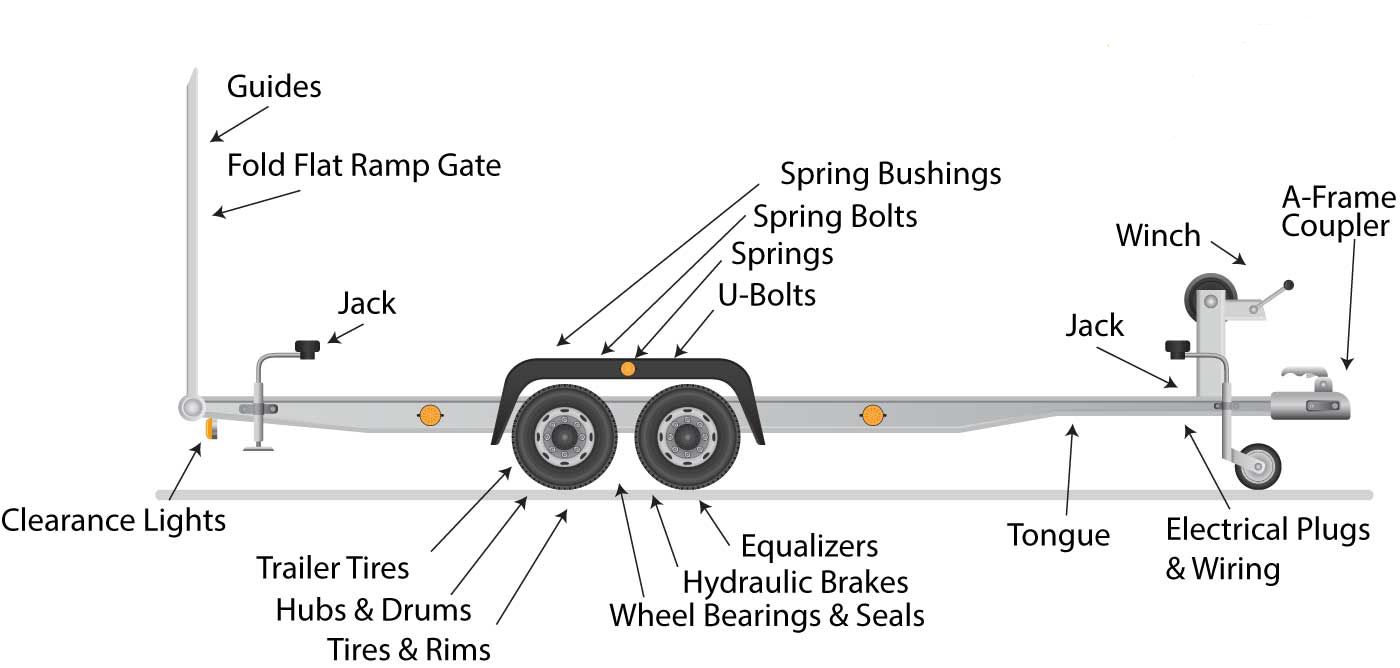 Guides
Fold Flat Ramp Gate
Spring Bushings
Spring Bolts
Springs
U-Bolts
A-Frame
Coupler
Winch
Jack
Jack
Clearance Lights
Trailer Tires
Hubs & Drums
Tires & Rims
Equalizers
Hydraulic Brakes
Wheel Bearings & Seals
Tongue
Electrical Plugs
& Wiring